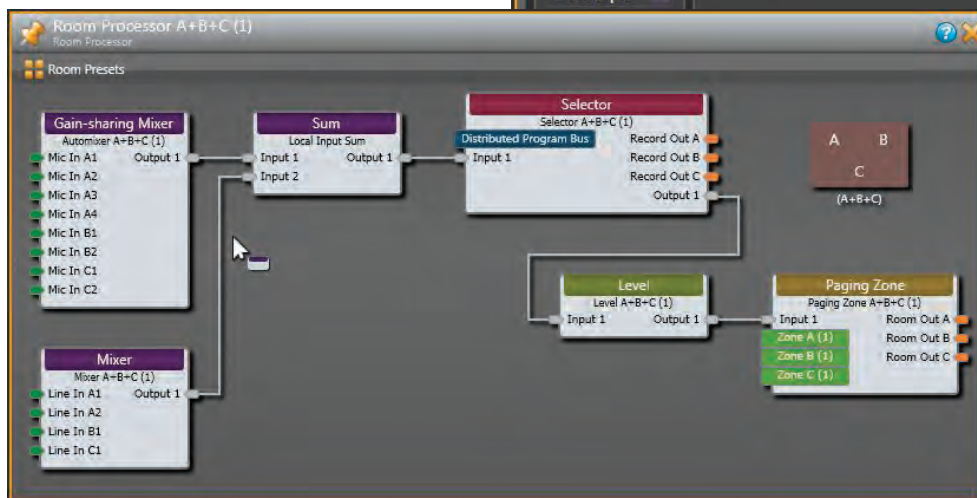 Room Processor A+B+C (1)
Room Processor
Room Presets
Gain-sharing Mixer
Automixer A+B+C (1)
Mic In A1 Output 1
Mic In A2
Mic In A3
Mic In A4
Mic In B1
Mic In B2
Mic In C1
Mic In C2
Sum
Local Input Sum
Input 1 Output 1
Input 2
Selector
Selector A+B+C (1)
Distributed Program Bus Record Out A
Input 1 Record Out B
Record Out C
Output 1
A B
C
(A+B+C)
Level
Level A+B+C (1)
Input 1 Output 1
Paging Zone
Paging Zone A+B+C (1)
Input 1 Room Out A
Zone A (1) Room Out B
Zone B (1) Room Out C
Zone C (1)
Mixer
Mixer A+B+C (1)
Line In A1 Output 1
Line In A2
Line In B1
Line In C1